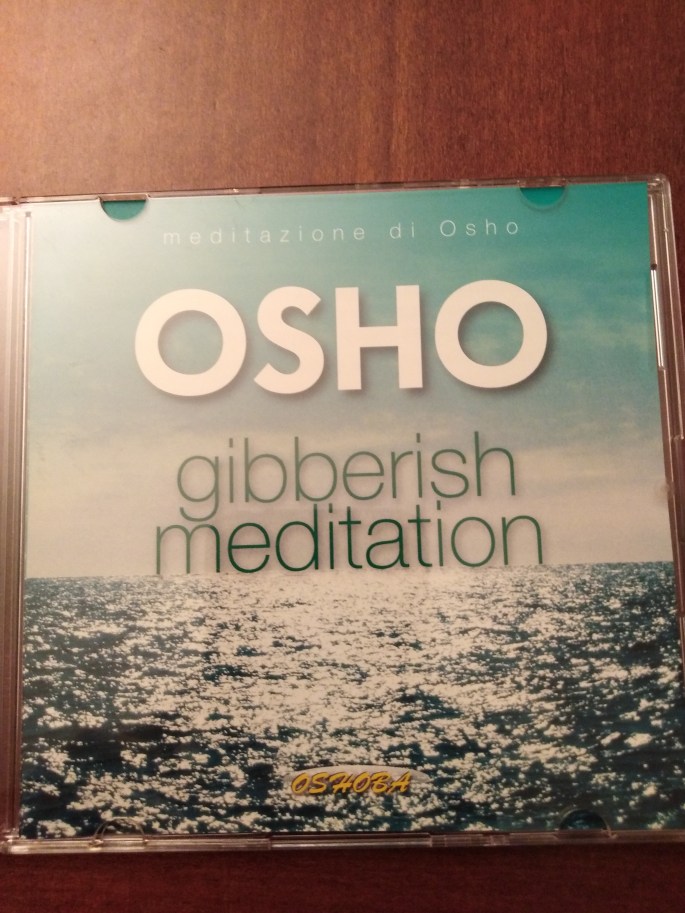 meditazione di Osho
OSHO
gibberish
meditation
OSHOBA